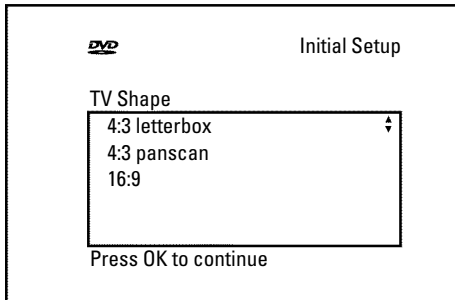 DVD Initial Setup
TV Shape
4:3 letterbox
4:3 panscan
16:9
Press OK to continue